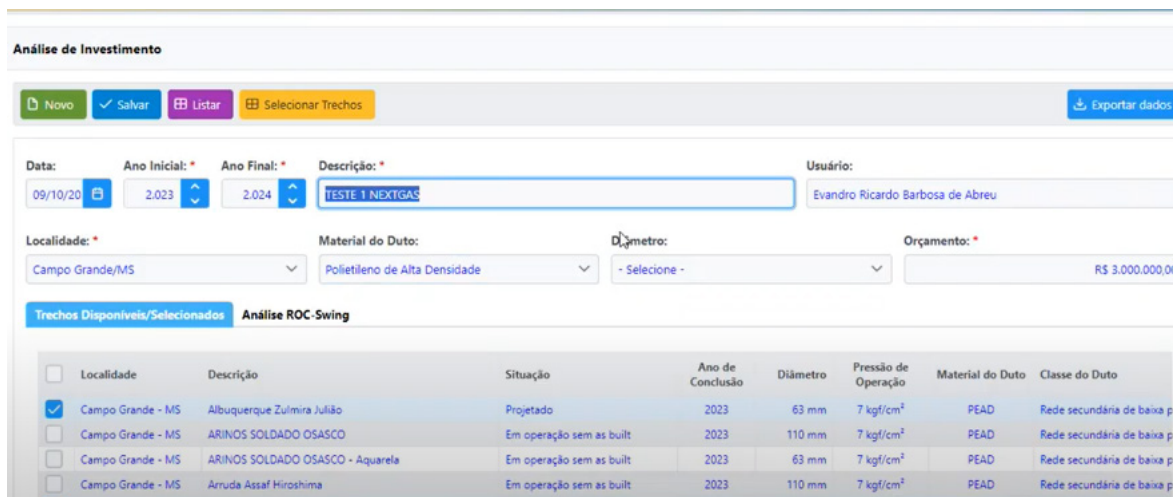 Análise de Investimento
Novo Salvar Listar Selecionar Trechos Exportar dados
Data: Ano Inicial: * Ano Final: * Descrição: * Usuário:
09/10/20 2.023 2.024 TESTE 1 NEXTGAS Evandro Ricardo Barbosa de Abreu
Localidade: * Material do Duto: Diâmetro: Orçamento: *
Campo Grande/MS Polietileno de Alta Densidade - Selecione - R$ 3.000.000,00
Trechos Disponíveis/Selecionados Análise ROC-Swing
Localidade Descrição Situação Ano de Conclusão Diâmetro Pressão de Operação Material do Duto Classe do Duto
Campo Grande - MS Albuquerque Zulmira Julião Projetado 2023 63 mm 7 kgf/cm² PEAD Rede secundária de baixa p
Campo Grande - MS ARINOS SOLDADO OSASCO Em operação sem as built 2023 110 mm 7 kgf/cm² PEAD Rede secundária de baixa p
Campo Grande - MS ARINOS SOLDADO OSASCO - Aquarela Em operação sem as built 2023 63 mm 7 kgf/cm² PEAD Rede secundária de baixa p
Campo Grande - MS Arruda Assaf Hiroshima Em operação sem as built 2023 110 mm 7 kgf/cm² PEAD Rede secundária de baixa p